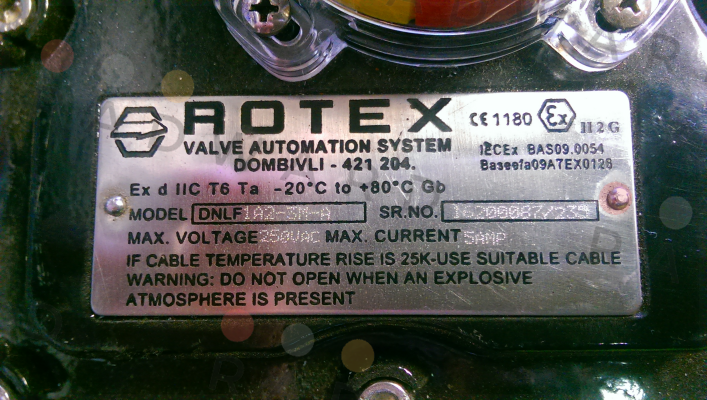 ROTEX
CE 1180 Ex II 2 G
VALVE AUTOMATION SYSTEM
DOMBIVLI - 421 204.
IECEx BAS09.0054
Baseefa09ATEX0128
Ex d IIC T6 Ta -20°C to +80°C Gb
MODEL DNLF1A2-3M-A SR.NO.
MAX. VOLTAGE 250VAC MAX. CURRENT 5AMP
IF CABLE TEMPERATURE RISE IS 25K-USE SUITABLE CABLE
WARNING: DO NOT OPEN WHEN AN EXPLOSIVE
ATMOSPHERE IS PRESENT